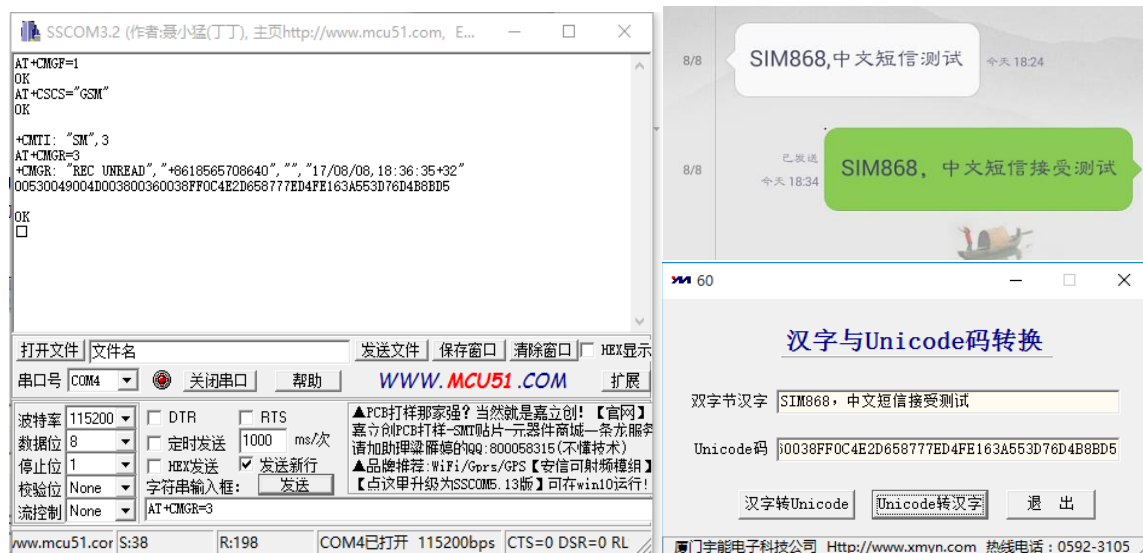 SSCOM3.2 (作者:聂小猛(丁丁), 主页http://www.mcu51.com, E...
AT+CMGF=1
OK
AT+CSCS="GSM"
OK
+CMTI: "SM",3
AT+CMGR=3
+CMGR: "REC UNREAD","+8618565708640","","17/08/08,18:36:35+32"
00530049004D003800360038FF0C4E2D658777ED4FE163A553D76D4B8BD5
OK
打开文件 文件名 发送文件 保存窗口 清除窗口 HEX显示
串口号 COM4 关闭串口 帮助 WWW.MCU51.COM 扩展
波特率 115200 DTR RTS
数据位 8 定时发送 1000 ms/次
停止位 1 HEX发送 发送新行
校验位 None 字符串输入框: 发送
流控制 None AT+CMGR=3
▲PCB打样那家强？当然就是嘉立创！【官网】
嘉立创PCB打样-SMT贴片-元器件商城一条龙服务
请加助理梁雁嫦的QQ:800058315(不懂技术)
▲品牌推荐:WiFi/Gprs/GPS【安信可射频模组】
【点这里升级为SSCOM5.13版】可在win10运行!
www.mcu51.cor S:38 R:198 COM4已打开 115200bps CTS=0 DSR=0 RL
8/8 SIM868,中文短信测试 今天 18:24
已发送
8/8 今天 18:34 SIM868，中文短信接受测试
60
汉字与Unicode码转换
双字节汉字 SIM868，中文短信接受测试
Unicode码 60038FF0C4E2D658777ED4FE163A553D76D4B8BD5
汉字转Unicode Unicode转汉字 退 出
厦门宇能电子科技公司 Http://www.xmyn.com 热线电话：0592-3105